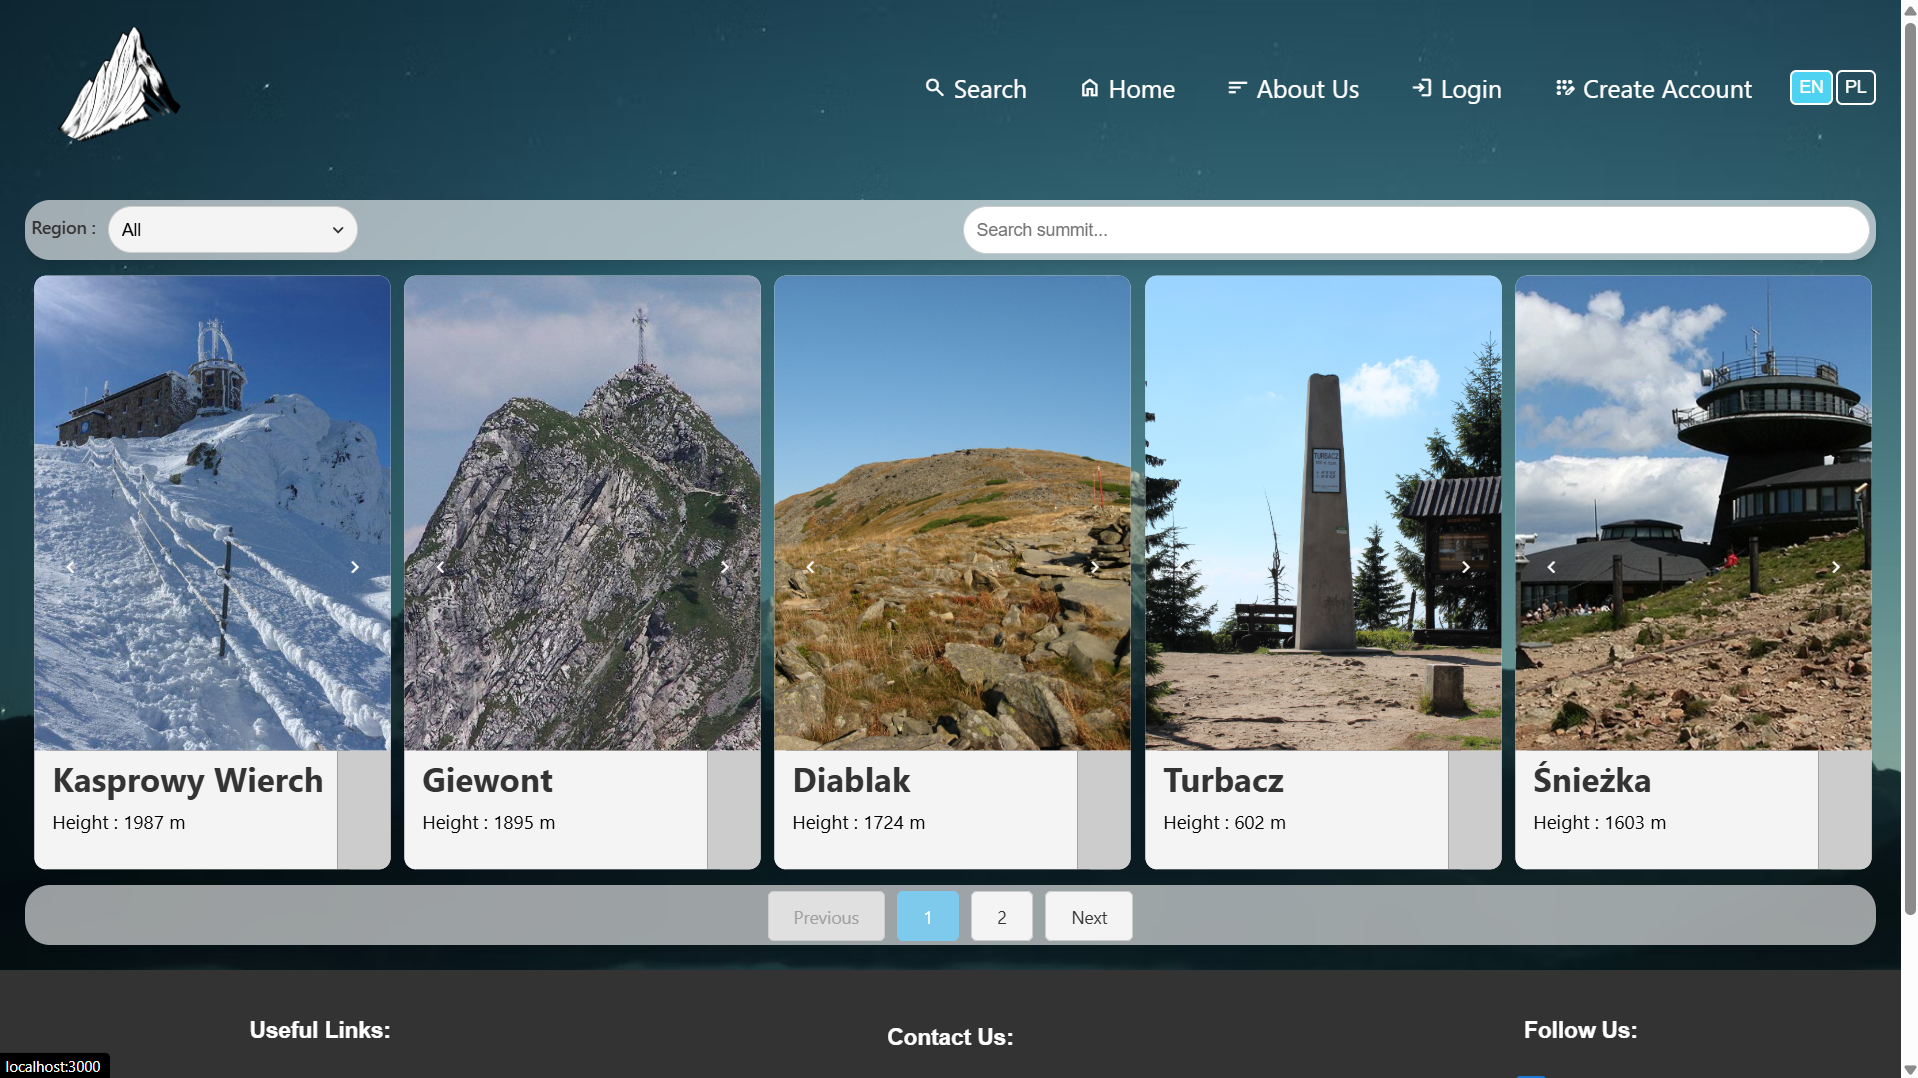 Search
Home
About Us
Login
Create Account
EN
PL
Region :
All
Search summit...
TURBACZ
Kasprowy Wierch
Height : 1987 m
Giewont
Height : 1895 m
Diablak
Height : 1724 m
Turbacz
Height : 602 m
Śnieżka
Height : 1603 m
Previous
1
2
Next
Useful Links:
Contact Us:
Follow Us:
localhost:3000